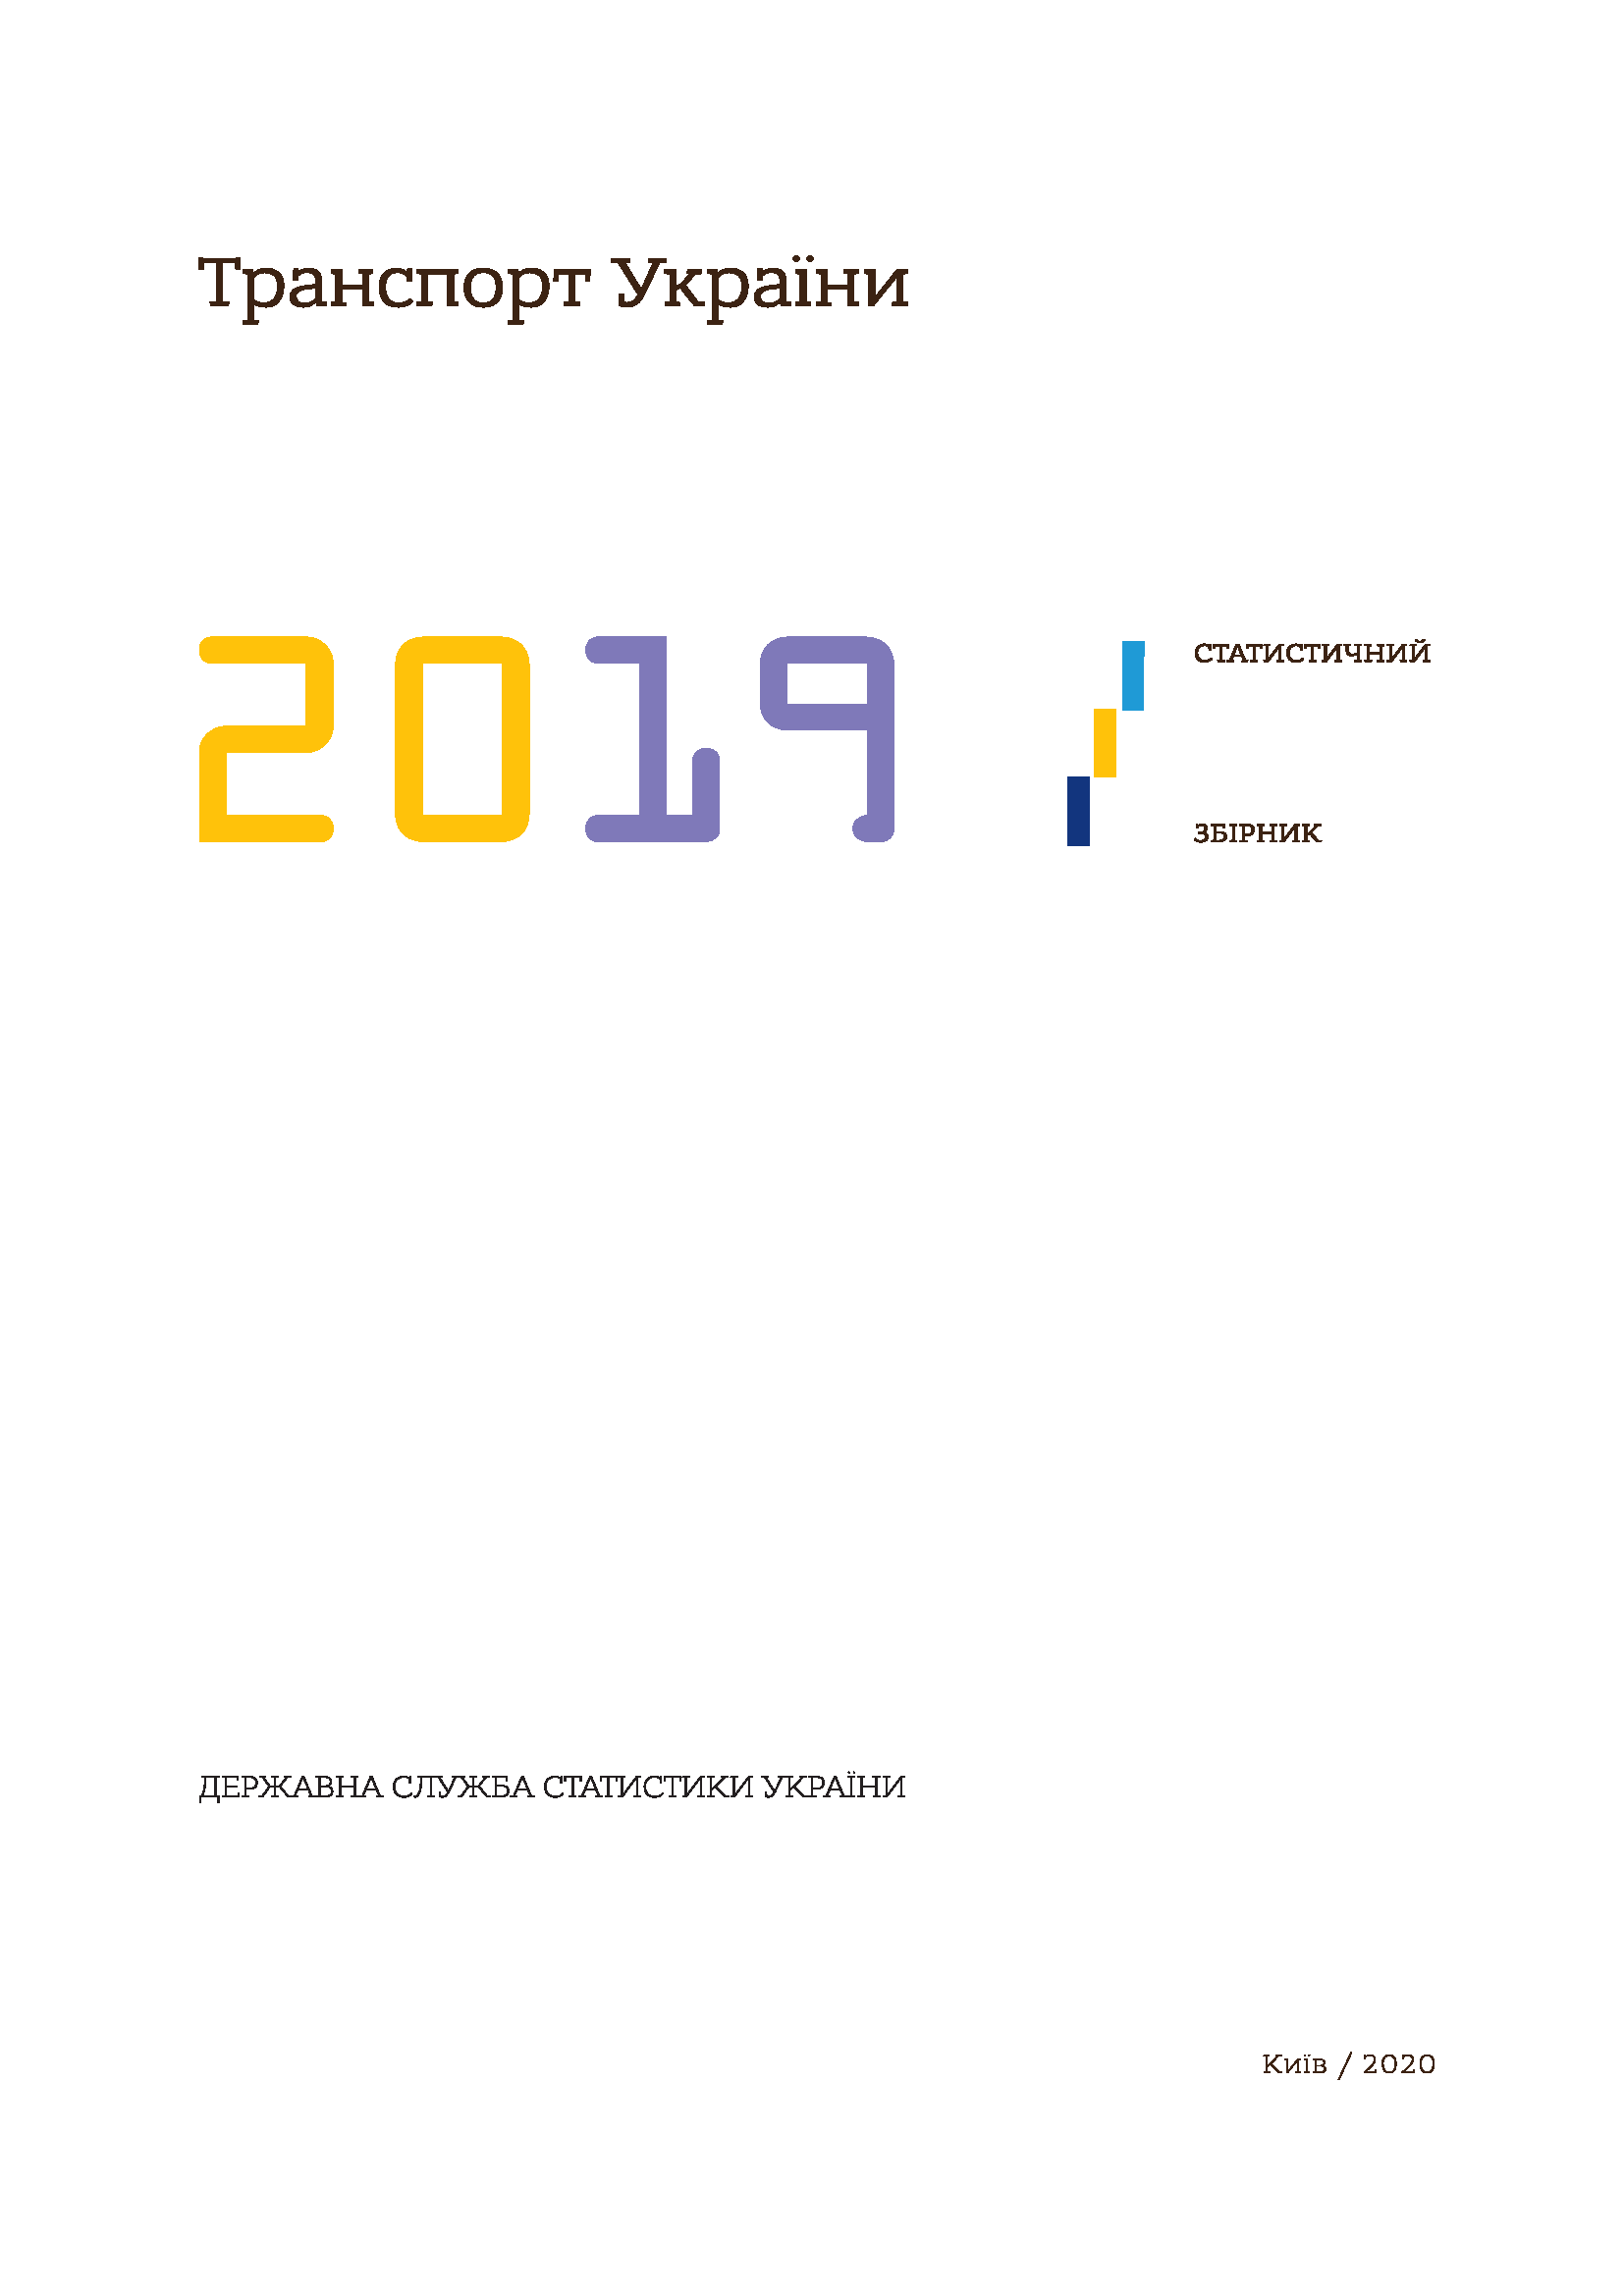 Транспорт України
2019
СТАТИСТИЧНИЙ
ЗБІРНИК
ДЕРЖАВНА СЛУЖБА СТАТИСТИКИ УКРАЇНИ
Київ / 2020